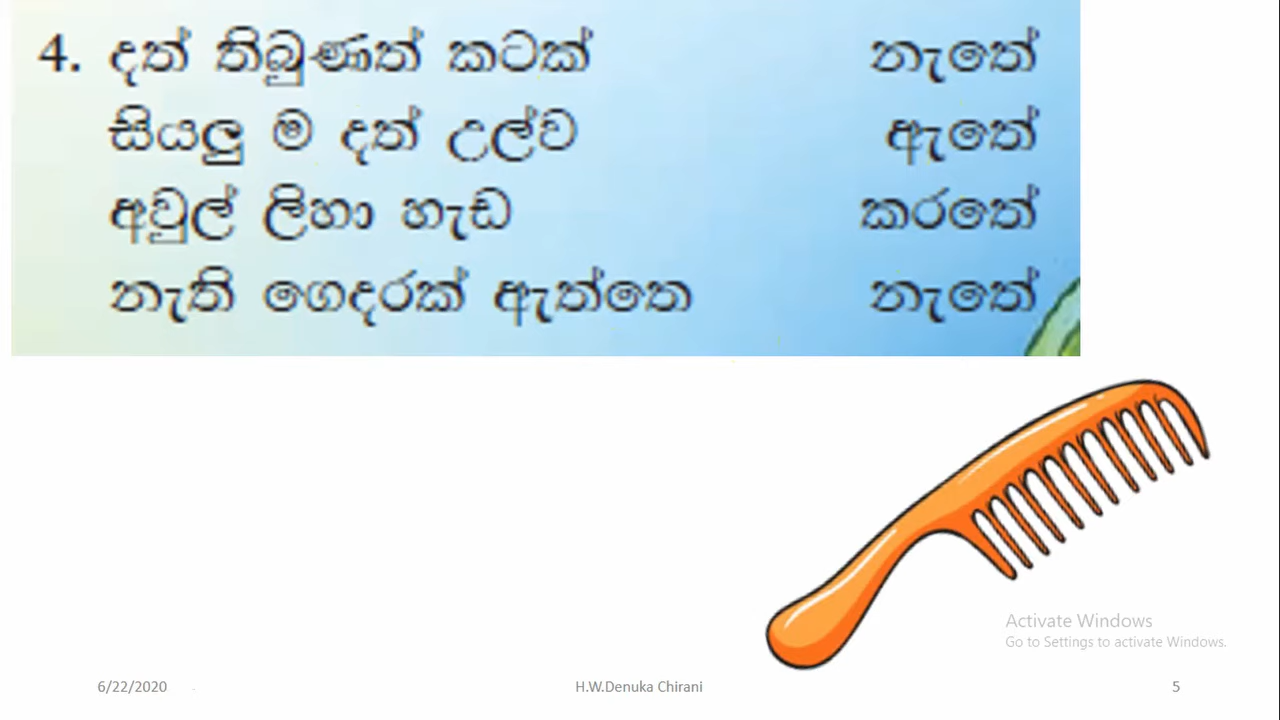 4. දත් තිබුණත් කටක් නැතේ
සියලු ම දත් උල්ව ඇතේ
අවුල් ලිහා හැඩ කරතේ
නැති ගෙදරක් ඇත්තෙ නැතේ
Activate Windows
Go to Settings to activate Windows.
6/22/2020 H.W.Denuka Chirani 5